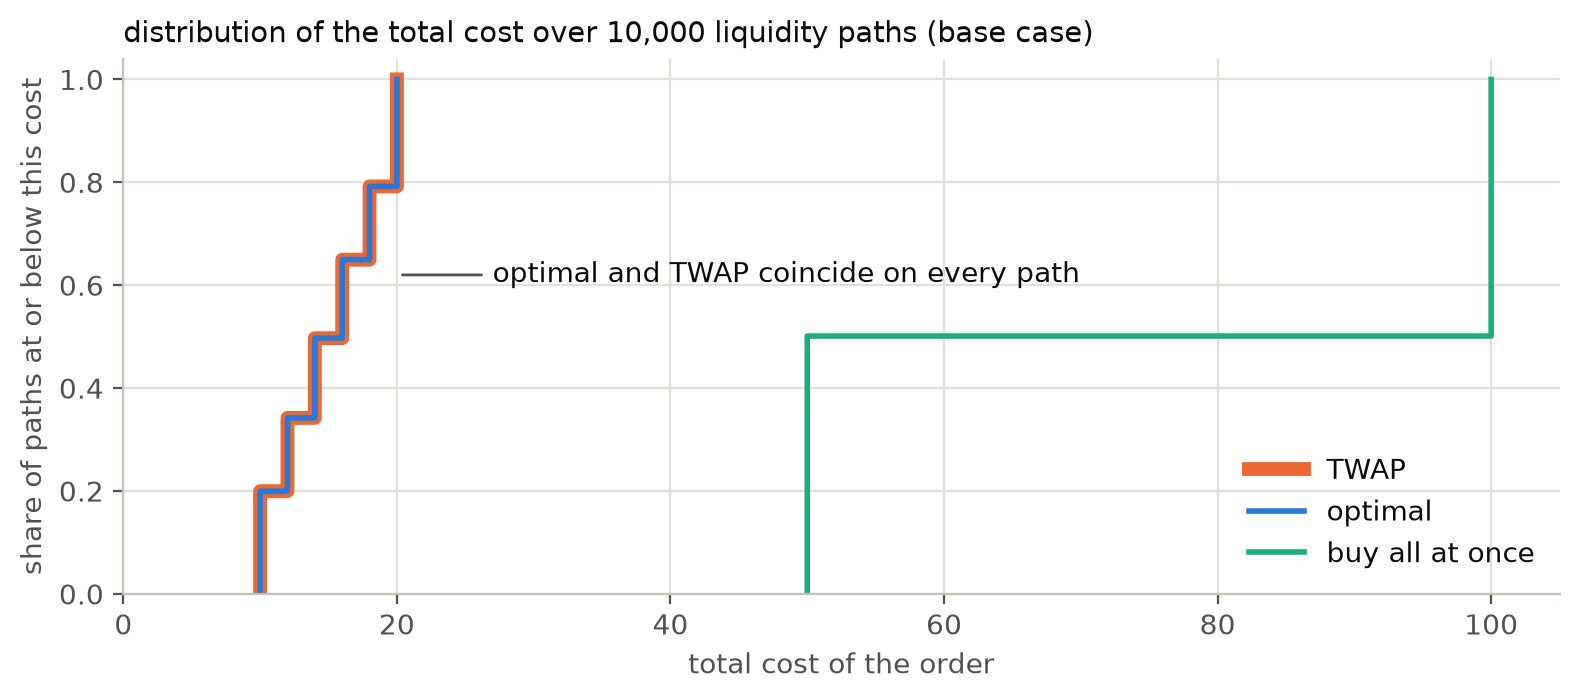 distribution of the total cost over 10,000 liquidity paths (base case)
share of paths at or below this cost
1.0
0.8
0.6
0.4
0.2
0.0
optimal and TWAP coincide on every path
TWAP
optimal
buy all at once
0 20 40 60 80 100
total cost of the order